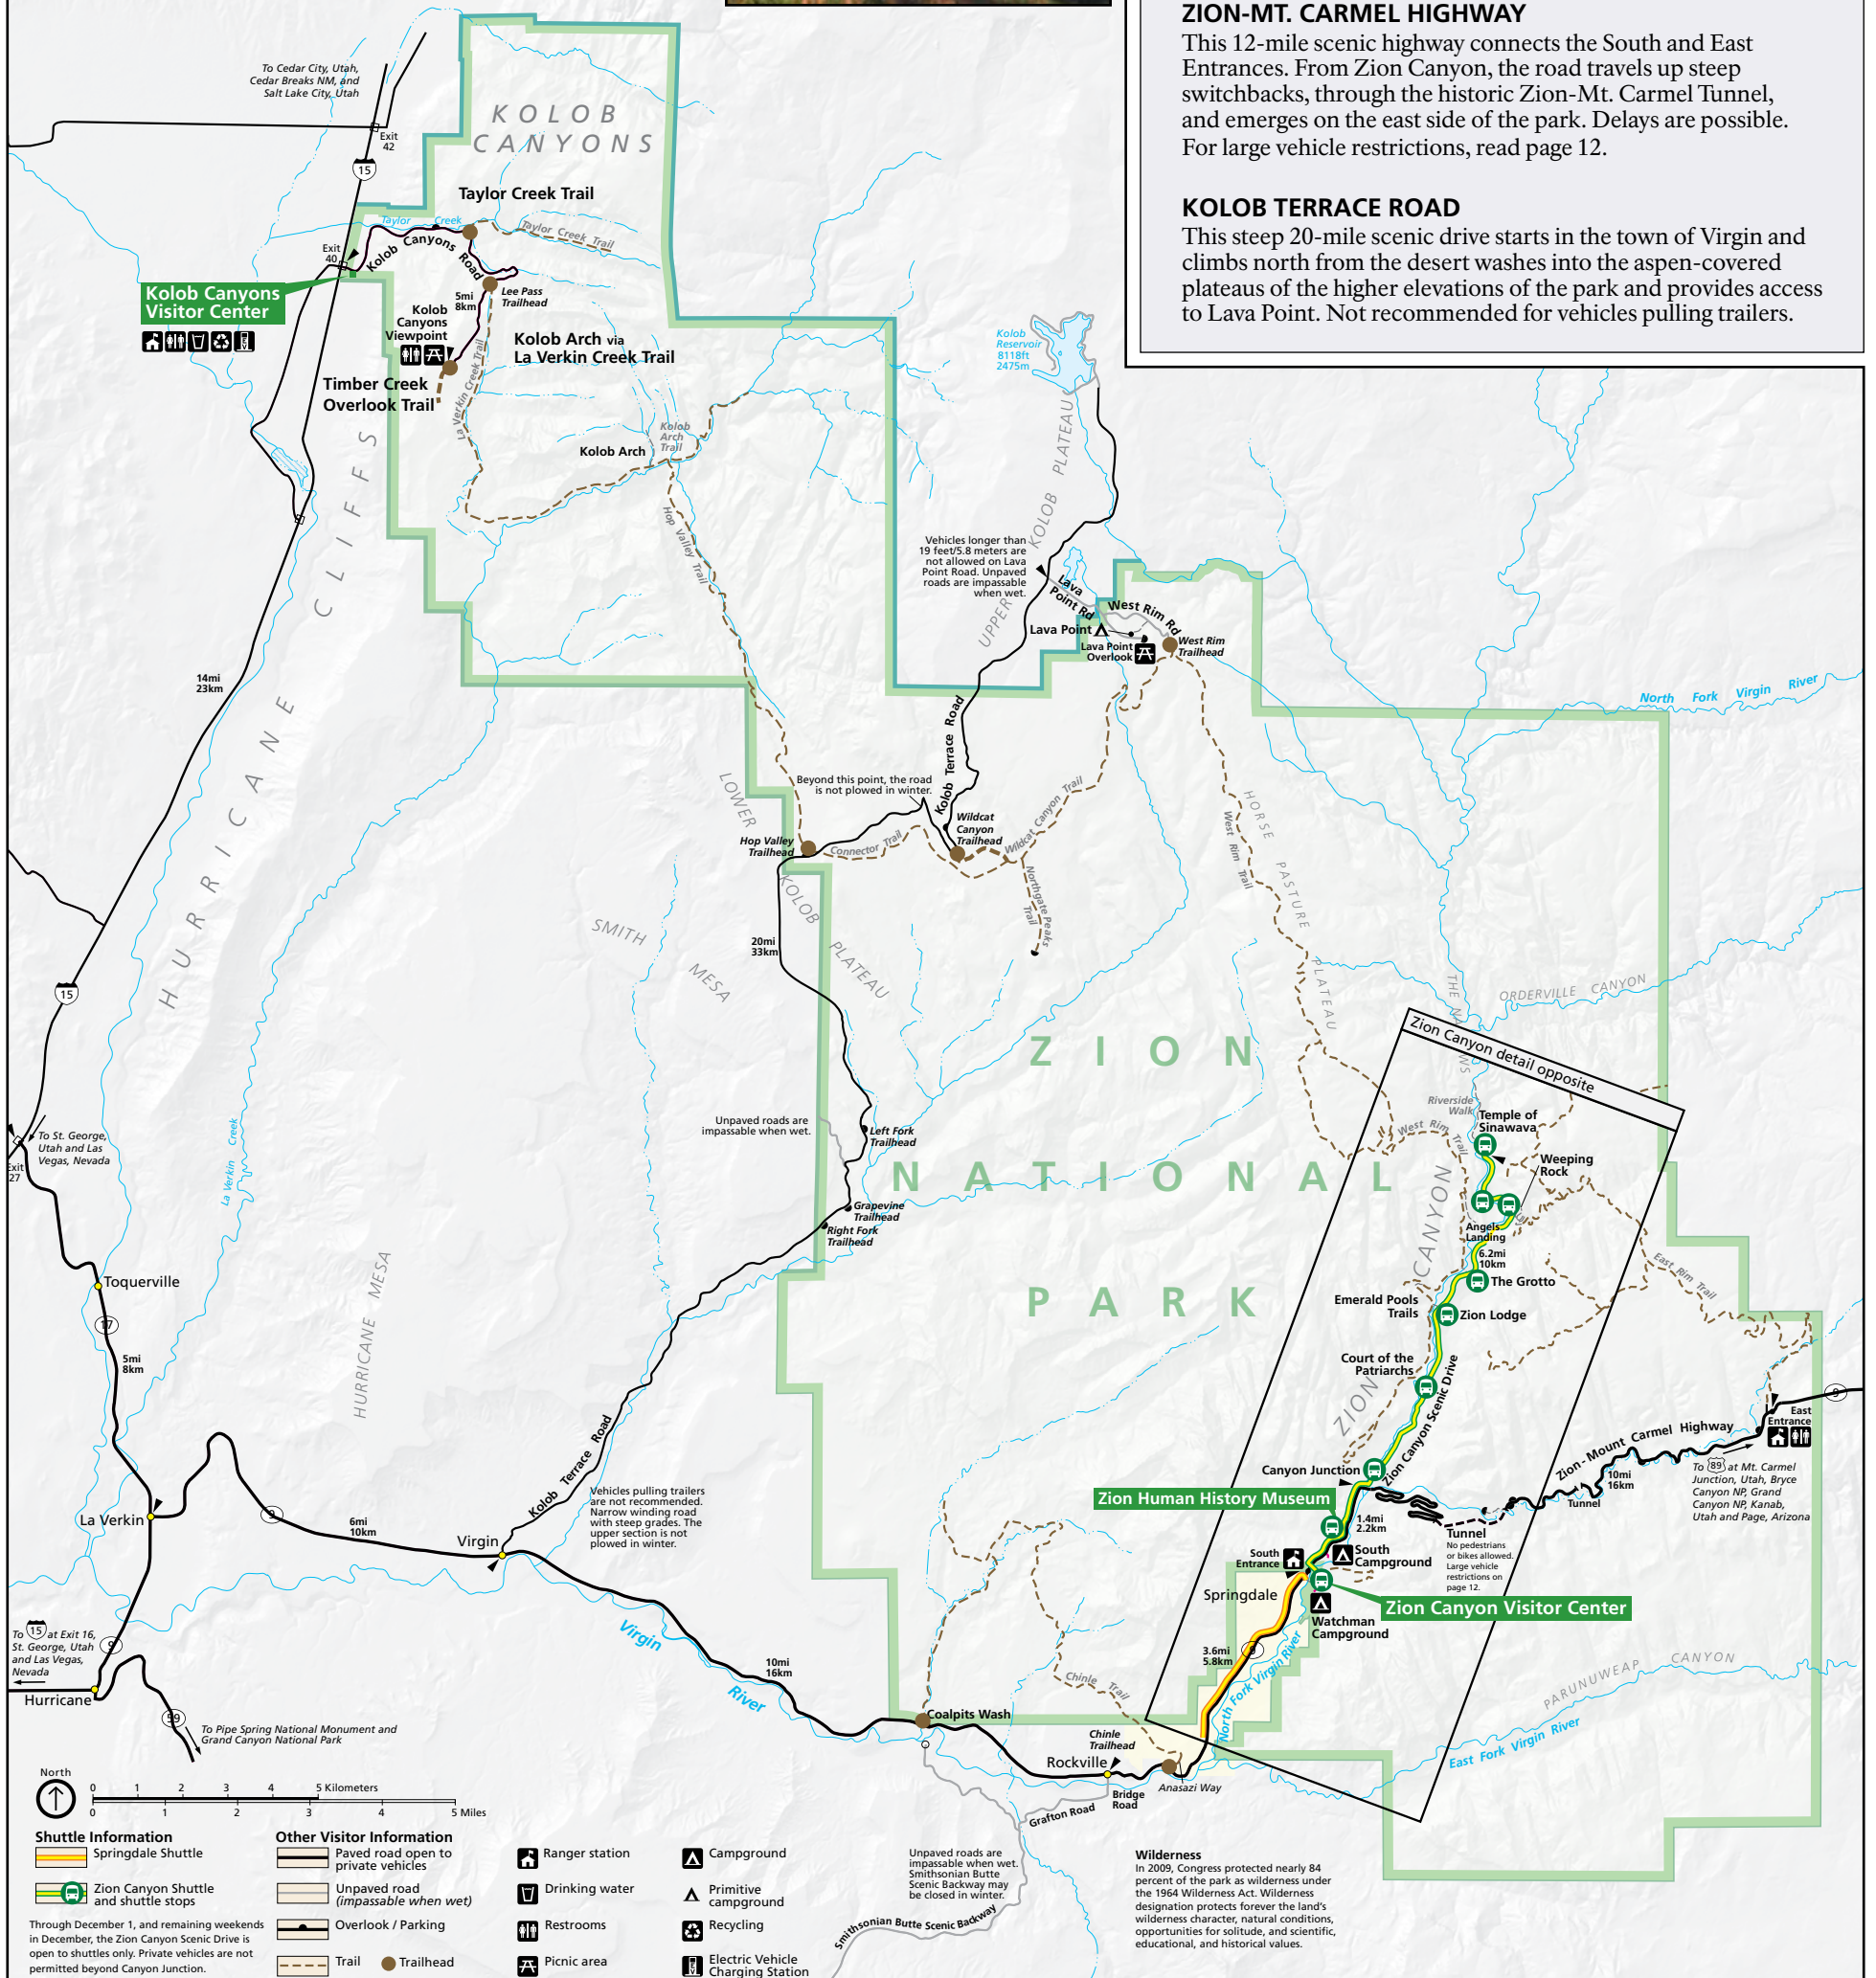 ZION-MT. CARMEL HIGHWAY
This 12-mile scenic highway connects the South and East
Entrances. From Zion Canyon, the road travels up steep
switchbacks, through the historic Zion-Mt. Carmel Tunnel,
and emerges on the east side of the park. Delays are possible.
For large vehicle restrictions, read page 12.
KOLOB TERRACE ROAD
This steep 20-mile scenic drive starts in the town of Virgin and
climbs north from the desert washes into the aspen-covered
plateaus of the higher elevations of the park and provides access
to Lava Point. Not recommended for vehicles pulling trailers.
To Cedar City, Utah,
Cedar Breaks NM, and
Salt Lake City, Utah
Exit
42
15
KOLOB
CANYONS
Taylor Creek Trail
Taylor Creek
Taylor Creek Trail
Exit
40
Kolob Canyons Road
Kolob Canyons
Visitor Center
5mi
8km
Lee Pass
Trailhead
Kolob
Canyons
Viewpoint
Kolob Arch via
La Verkin Creek Trail
Timber Creek
Overlook Trail
La Verkin Creek Trail
Kolob
Arch
Trail
Kolob Arch
Hop Valley Trail
Kolob
Reservoir
8118ft
2475m
UPPER KOLOB PLATEAU
Vehicles longer than
19 feet/5.8 meters are
not allowed on Lava
Point Road. Unpaved
roads are impassable
when wet.
Lava
Point Rd
West Rim Rd
Lava Point
Lava Point
Overlook
West Rim
Trailhead
North Fork Virgin River
14mi
23km
HURRICANE CLIFFS
Kolob Terrace Road
Beyond this point, the road
is not plowed in winter.
LOWER KOLOB PLATEAU
Wildcat
Canyon
Trailhead
Wildcat Canyon Trail
Hop Valley
Trailhead
Connector Trail
Northgate Peaks
Trail
West Rim Trail
HORSE PASTURE PLATEAU
SMITH MESA
20mi
33km
15
ORDERVILLE CANYON
Zion Canyon detail opposite
ZION
NATIONAL
PARK
Riverside
Walk
Temple of
Sinawava
West Rim Trail
Weeping
Rock
Angels
Landing
6.2mi
10km
The Grotto
Emerald Pools
Trails
Zion Lodge
East Rim Trail
Court of the
Patriarchs
ZION CANYON
Zion Canyon Scenic Drive
Unpaved roads are
impassable when wet.
Left Fork
Trailhead
Grapevine
Trailhead
Right Fork
Trailhead
To St. George,
Utah and Las
Vegas, Nevada
Exit
27
La Verkin Creek
Toquerville
17
5mi
8km
HURRICANE MESA
Kolob Terrace Road
Vehicles pulling trailers
are not recommended.
Narrow winding road
with steep grades. The
upper section is not
plowed in winter.
La Verkin
9
6mi
10km
Virgin
9
East
Entrance
Zion-Mount Carmel Highway
10mi
16km
Tunnel
To 89 at Mt. Carmel
Junction, Utah, Bryce
Canyon NP, Grand
Canyon NP, Kanab,
Utah and Page, Arizona
Canyon Junction
Zion Human History Museum
1.4mi
2.2km
Tunnel
No pedestrians
or bikes allowed.
Large vehicle
restrictions on
page 12.
South
Entrance
South
Campground
Springdale
Zion Canyon Visitor Center
Watchman
Campground
3.6mi
5.8km
9
North Fork Virgin River
PARUNUWEAP CANYON
East Fork Virgin River
To 15 at Exit 16,
St. George, Utah
and Las Vegas,
Nevada
9
Hurricane
59
To Pipe Spring National Monument and
Grand Canyon National Park
Virgin River
10mi
16km
Chinle Trail
Coalpits Wash
Chinle
Trailhead
Rockville
Anasazi Way
Bridge
Road
Grafton Road
Smithsonian Butte Scenic Backway
Unpaved roads are
impassable when wet.
Smithsonian Butte
Scenic Backway may
be closed in winter.
Wilderness
In 2009, Congress protected nearly 84
percent of the park as wilderness under
the 1964 Wilderness Act. Wilderness
designation protects forever the land's
wilderness character, natural conditions,
opportunities for solitude, and scientific,
educational, and historical values.
North
0 1 2 3 4 5 Kilometers
0 1 2 3 4 5 Miles
Shuttle Information
Springdale Shuttle
Zion Canyon Shuttle
and shuttle stops
Through December 1, and remaining weekends
in December, the Zion Canyon Scenic Drive is
open to shuttles only. Private vehicles are not
permitted beyond Canyon Junction.
Other Visitor Information
Paved road open to
private vehicles
Unpaved road
(impassable when wet)
Overlook / Parking
Trail
Trailhead
Ranger station
Drinking water
Restrooms
Picnic area
Campground
Primitive
campground
Recycling
Electric Vehicle
Charging Station